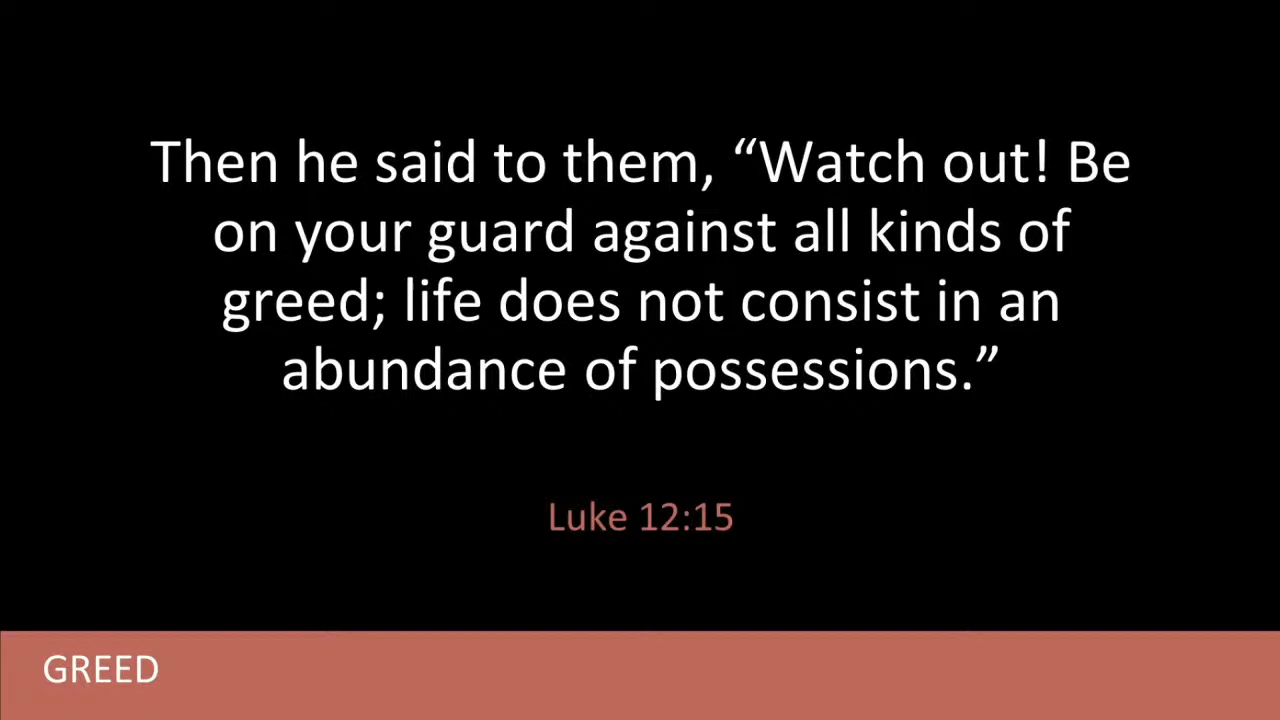 Then he said to them, “Watch out! Be
on your guard against all kinds of
greed; life does not consist in an
abundance of possessions.”
Luke 12:15
GREED